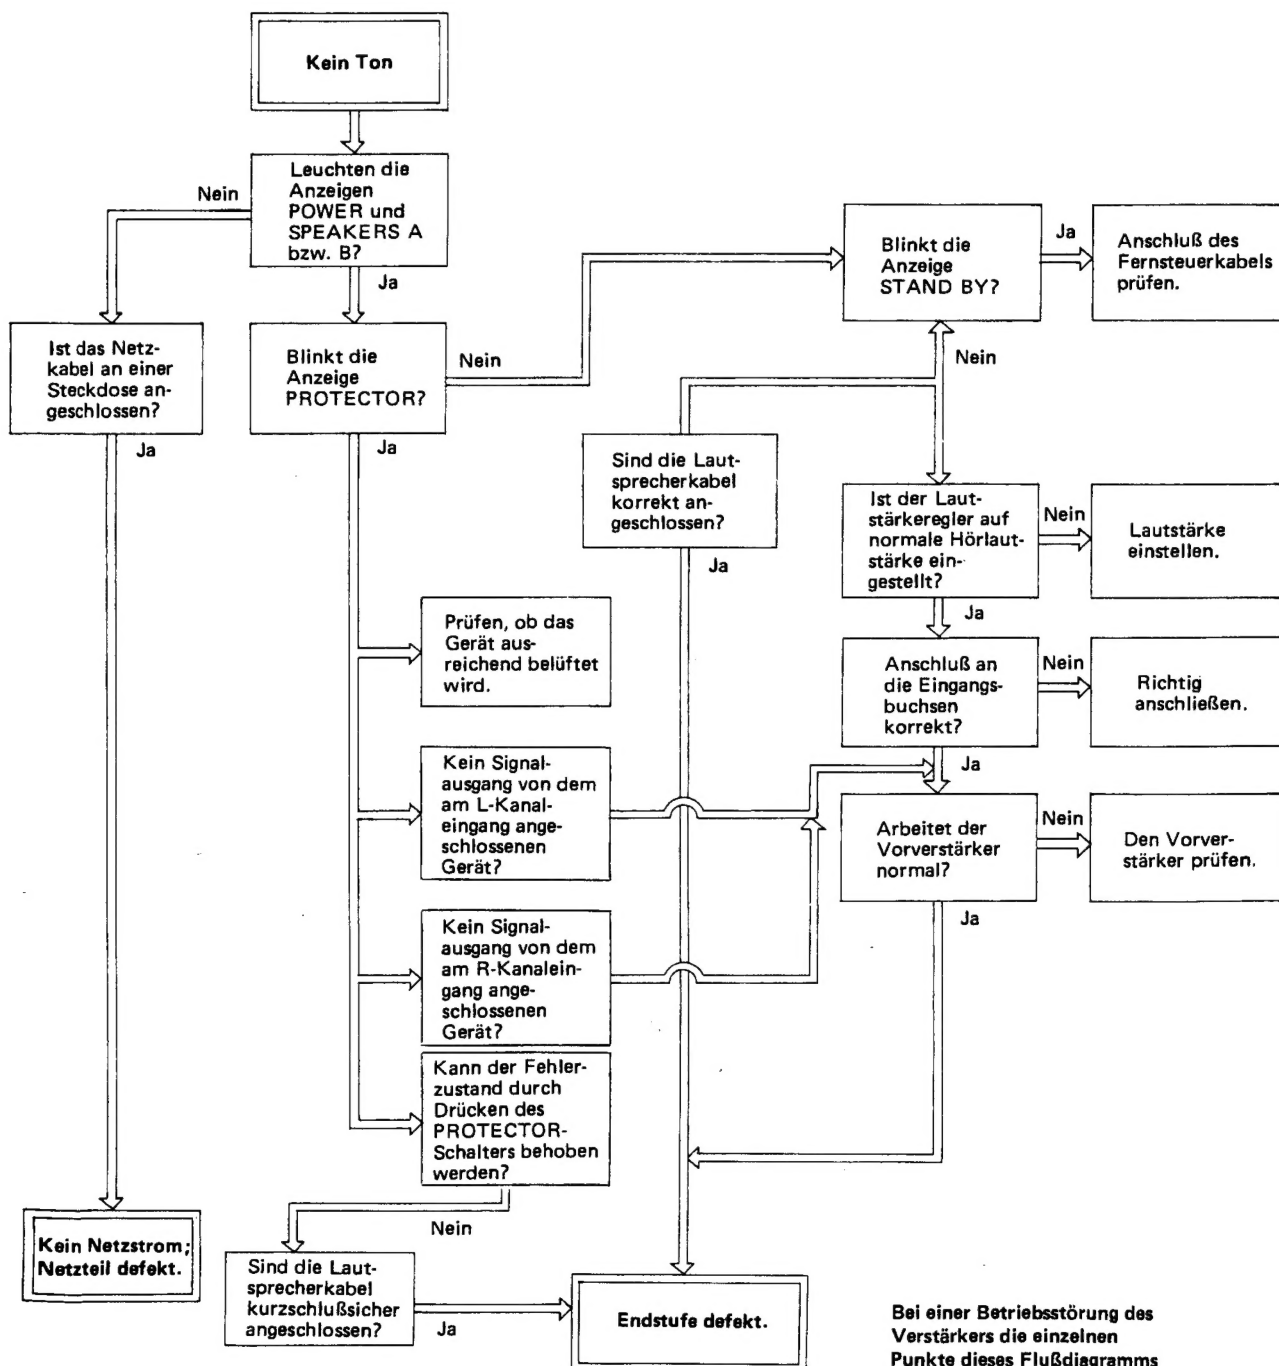 Kein Ton
Leuchten die
Anzeigen
POWER und
SPEAKERS A
bzw. B?
Nein
Ja
Blinkt die
Anzeige
STAND BY?
Ja
Anschluß des
Fernsteuerkabels
prüfen.
Nein
Ist das Netz-
kabel an einer
Steckdose an-
geschlossen?
Ja
Blinkt die
Anzeige
PROTECTOR?
Nein
Ja
Sind die Laut-
sprecherkabel
korrekt an-
geschlossen?
Ja
Ist der Laut-
stärkeregler auf
normale Hörlaut-
stärke ein-
gestellt?
Nein
Lautstärke
einstellen.
Ja
Prüfen, ob das
Gerät aus-
reichend belüftet
wird.
Anschluß an
die Eingangs-
buchsen
korrekt?
Nein
Richtig
anschließen.
Ja
Kein Signal-
ausgang von dem
am L-Kanal-
eingang ange-
schlossenen
Gerät?
Arbeitet der
Vorverstärker
normal?
Nein
Den Vorver-
stärker prüfen.
Ja
Kein Signal-
ausgang von dem
am R-Kanalein-
gang ange-
schlossenen
Gerät?
Kann der Fehler-
zustand durch
Drücken des
PROTECTOR-
Schalters behoben
werden?
Nein
Kein Netzstrom;
Netzteil defekt.
Sind die Laut-
sprecherkabel
kurzschlußsicher
angeschlossen?
Ja
Endstufe defekt.
Bei einer Betriebsstörung des
Verstärkers die einzelnen
Punkte dieses Flußdiagramms